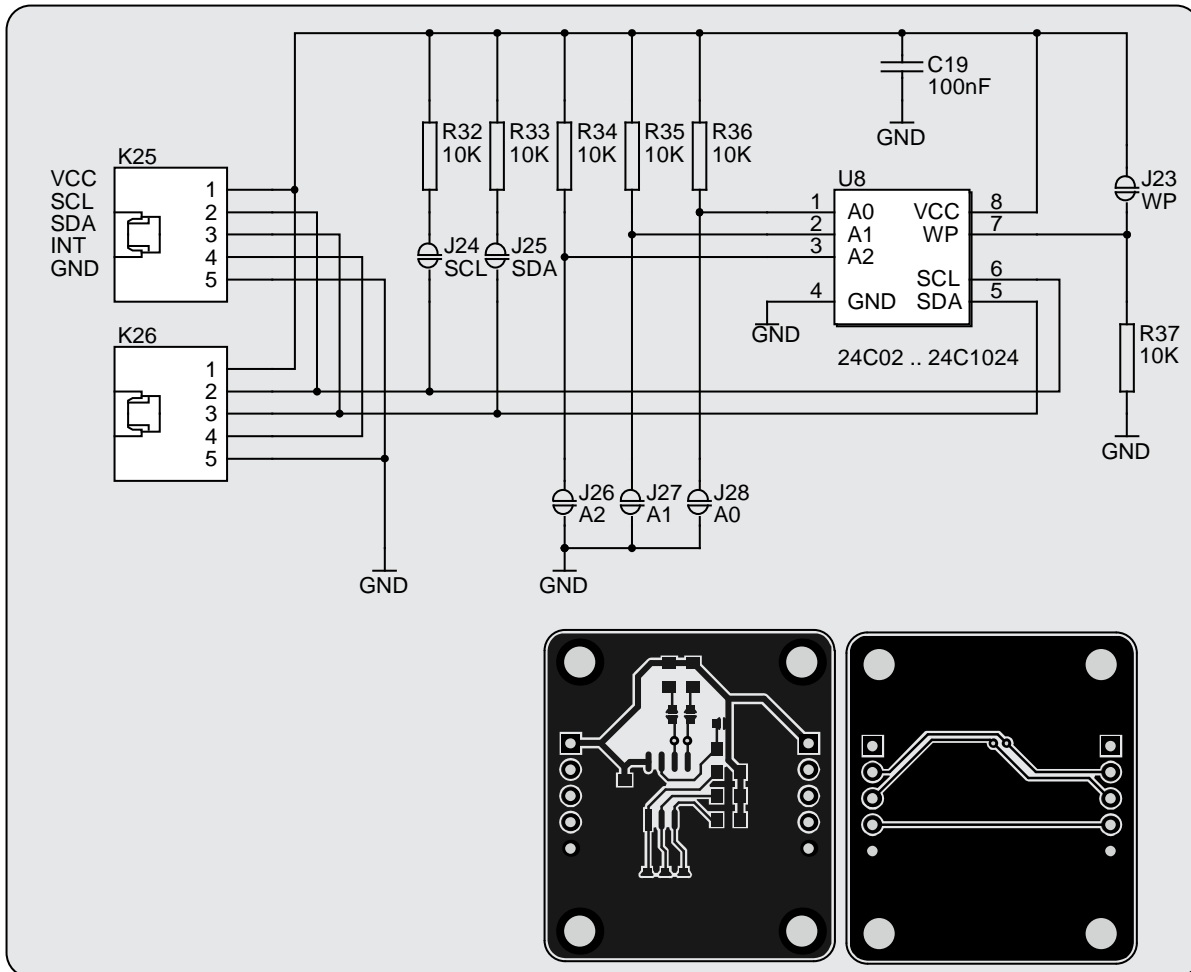 C19
100nF
GND
R32
10K
R33
10K
R34
10K
R35
10K
R36
10K
K25
VCC
SCL
SDA
INT
GND
1
2
3
4
5
U8
1
2
3
4
A0
A1
A2
GND
VCC
WP
SCL
SDA
8
7
6
5
24C02 .. 24C1024
GND
J23
WP
J24
SCL
J25
SDA
R37
10K
GND
K26
1
2
3
4
5
J26
A2
J27
A1
J28
A0
GND
GND